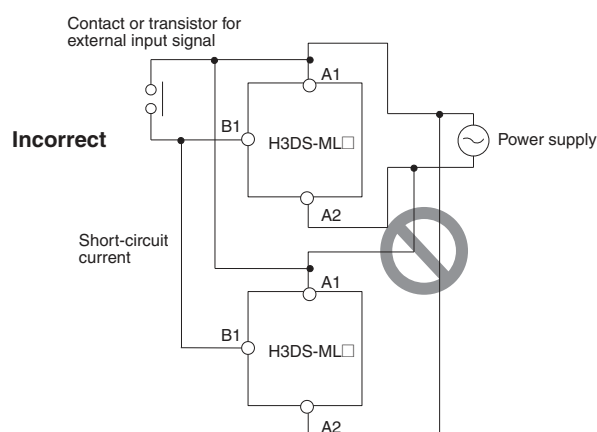 Contact or transistor for
external input signal
A1
B1
H3DS-ML□
Incorrect
Power supply
A2
Short-circuit
current
A1
B1
H3DS-ML□
A2